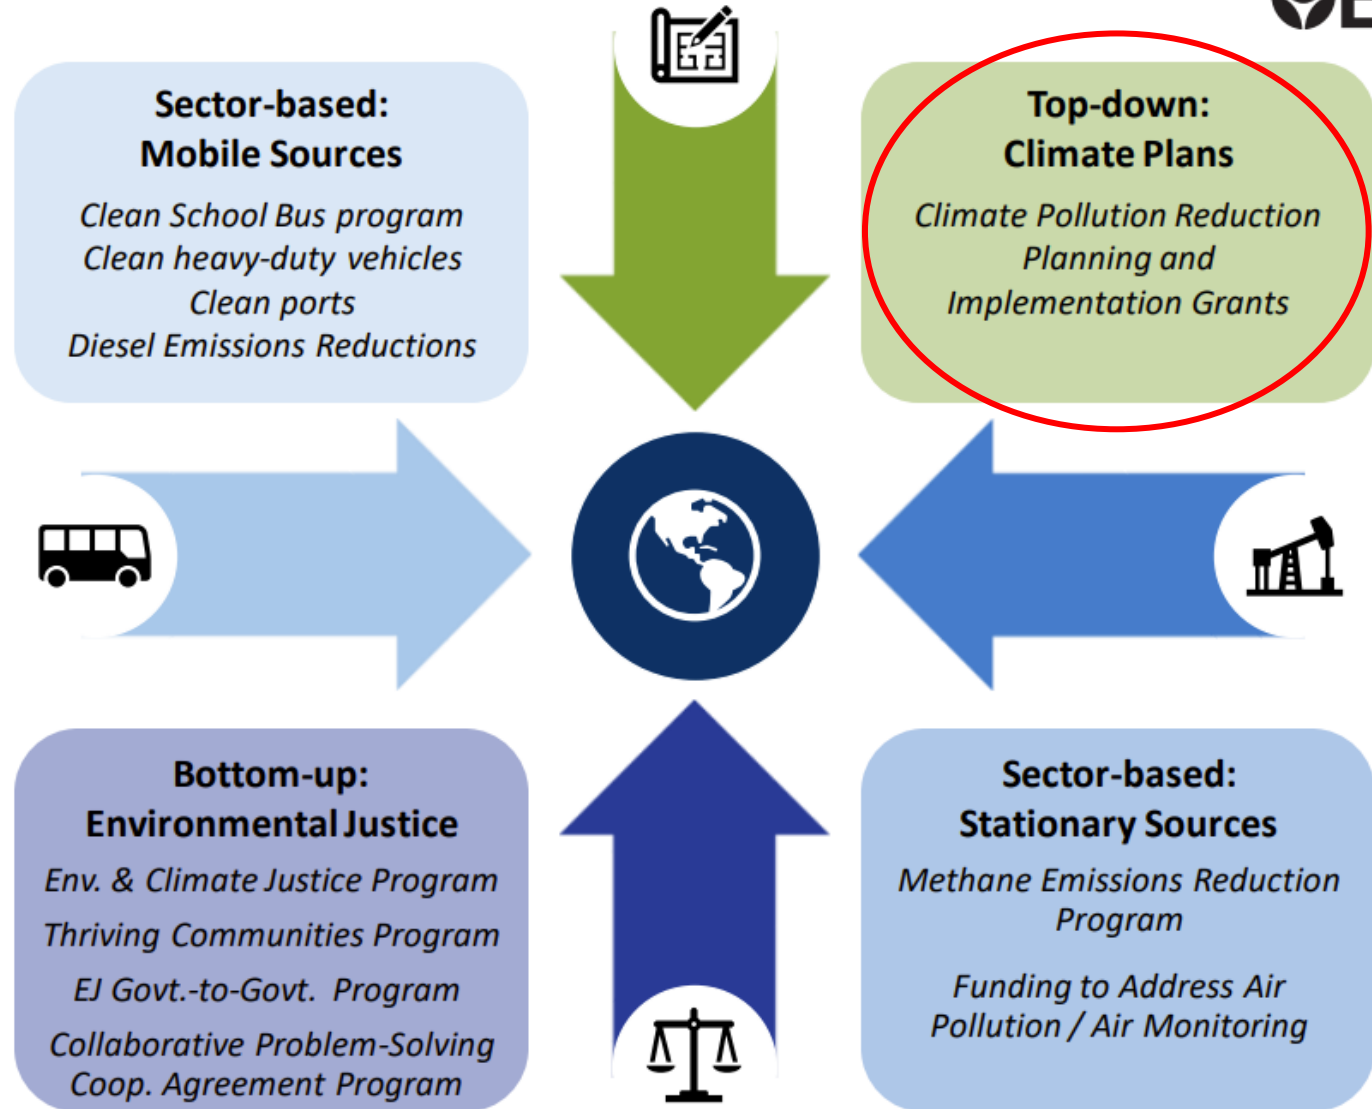 Sector-based:
Mobile Sources
Clean School Bus program
Clean heavy-duty vehicles
Clean ports
Diesel Emissions Reductions
Top-down:
Climate Plans
Climate Pollution Reduction
Planning and
Implementation Grants
Bottom-up:
Environmental Justice
Env. & Climate Justice Program
Thriving Communities Program
EJ Govt.-to-Govt. Program
Collaborative Problem-Solving
Coop. Agreement Program
Sector-based:
Stationary Sources
Methane Emissions Reduction
Program
Funding to Address Air
Pollution / Air Monitoring